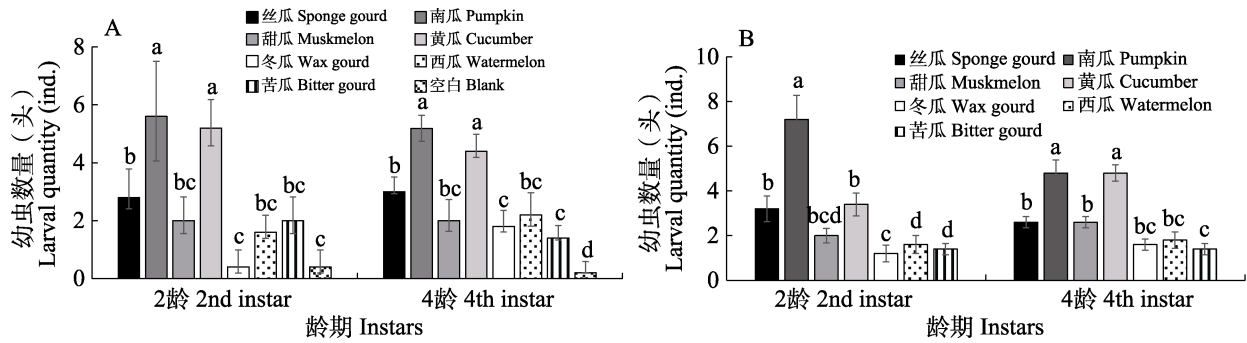 A
丝瓜 Sponge gourd
南瓜 Pumpkin
甜瓜 Muskmelon
黄瓜 Cucumber
冬瓜 Wax gourd
西瓜 Watermelon
苦瓜 Bitter gourd
空白 Blank
幼虫数量（头）
Larval quantity (ind.)
8
6
4
2
0
b
a
bc
a
c
bc
bc
c
b
a
bc
a
c
bc
c
d
2龄 2nd instar
4龄 4th instar
龄期 Instars
B
丝瓜 Sponge gourd
南瓜 Pumpkin
甜瓜 Muskmelon
黄瓜 Cucumber
冬瓜 Wax gourd
西瓜 Watermelon
苦瓜 Bitter gourd
幼虫数量（头）
Larval quantity (ind.)
10
8
6
4
2
0
b
a
bcd
b
c
d
d
b
a
b
a
bc
bc
c
2龄 2nd instar
4龄 4th instar
龄期 Instars